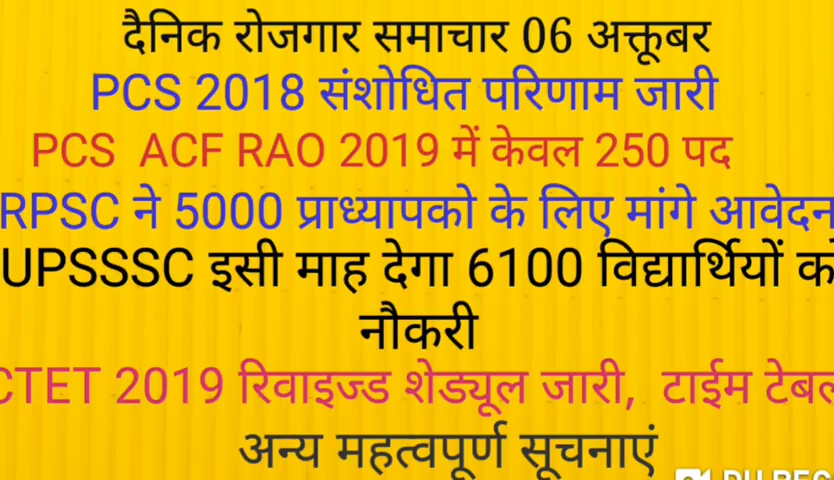 दैनिक रोजगार समाचार 06 अक्तूबर
PCS 2018 संशोधित परिणाम जारी
PCS ACF RAO 2019 में केवल 250 पद
RPSC ने 5000 प्राध्यापको के लिए मांगे आवेदन
UPSSSC इसी माह देगा 6100 विद्यार्थियों को
नौकरी
CTET 2019 रिवाइज्ड शेड्यूल जारी, टाईम टेबल
अन्य महत्वपूर्ण सूचनाएं